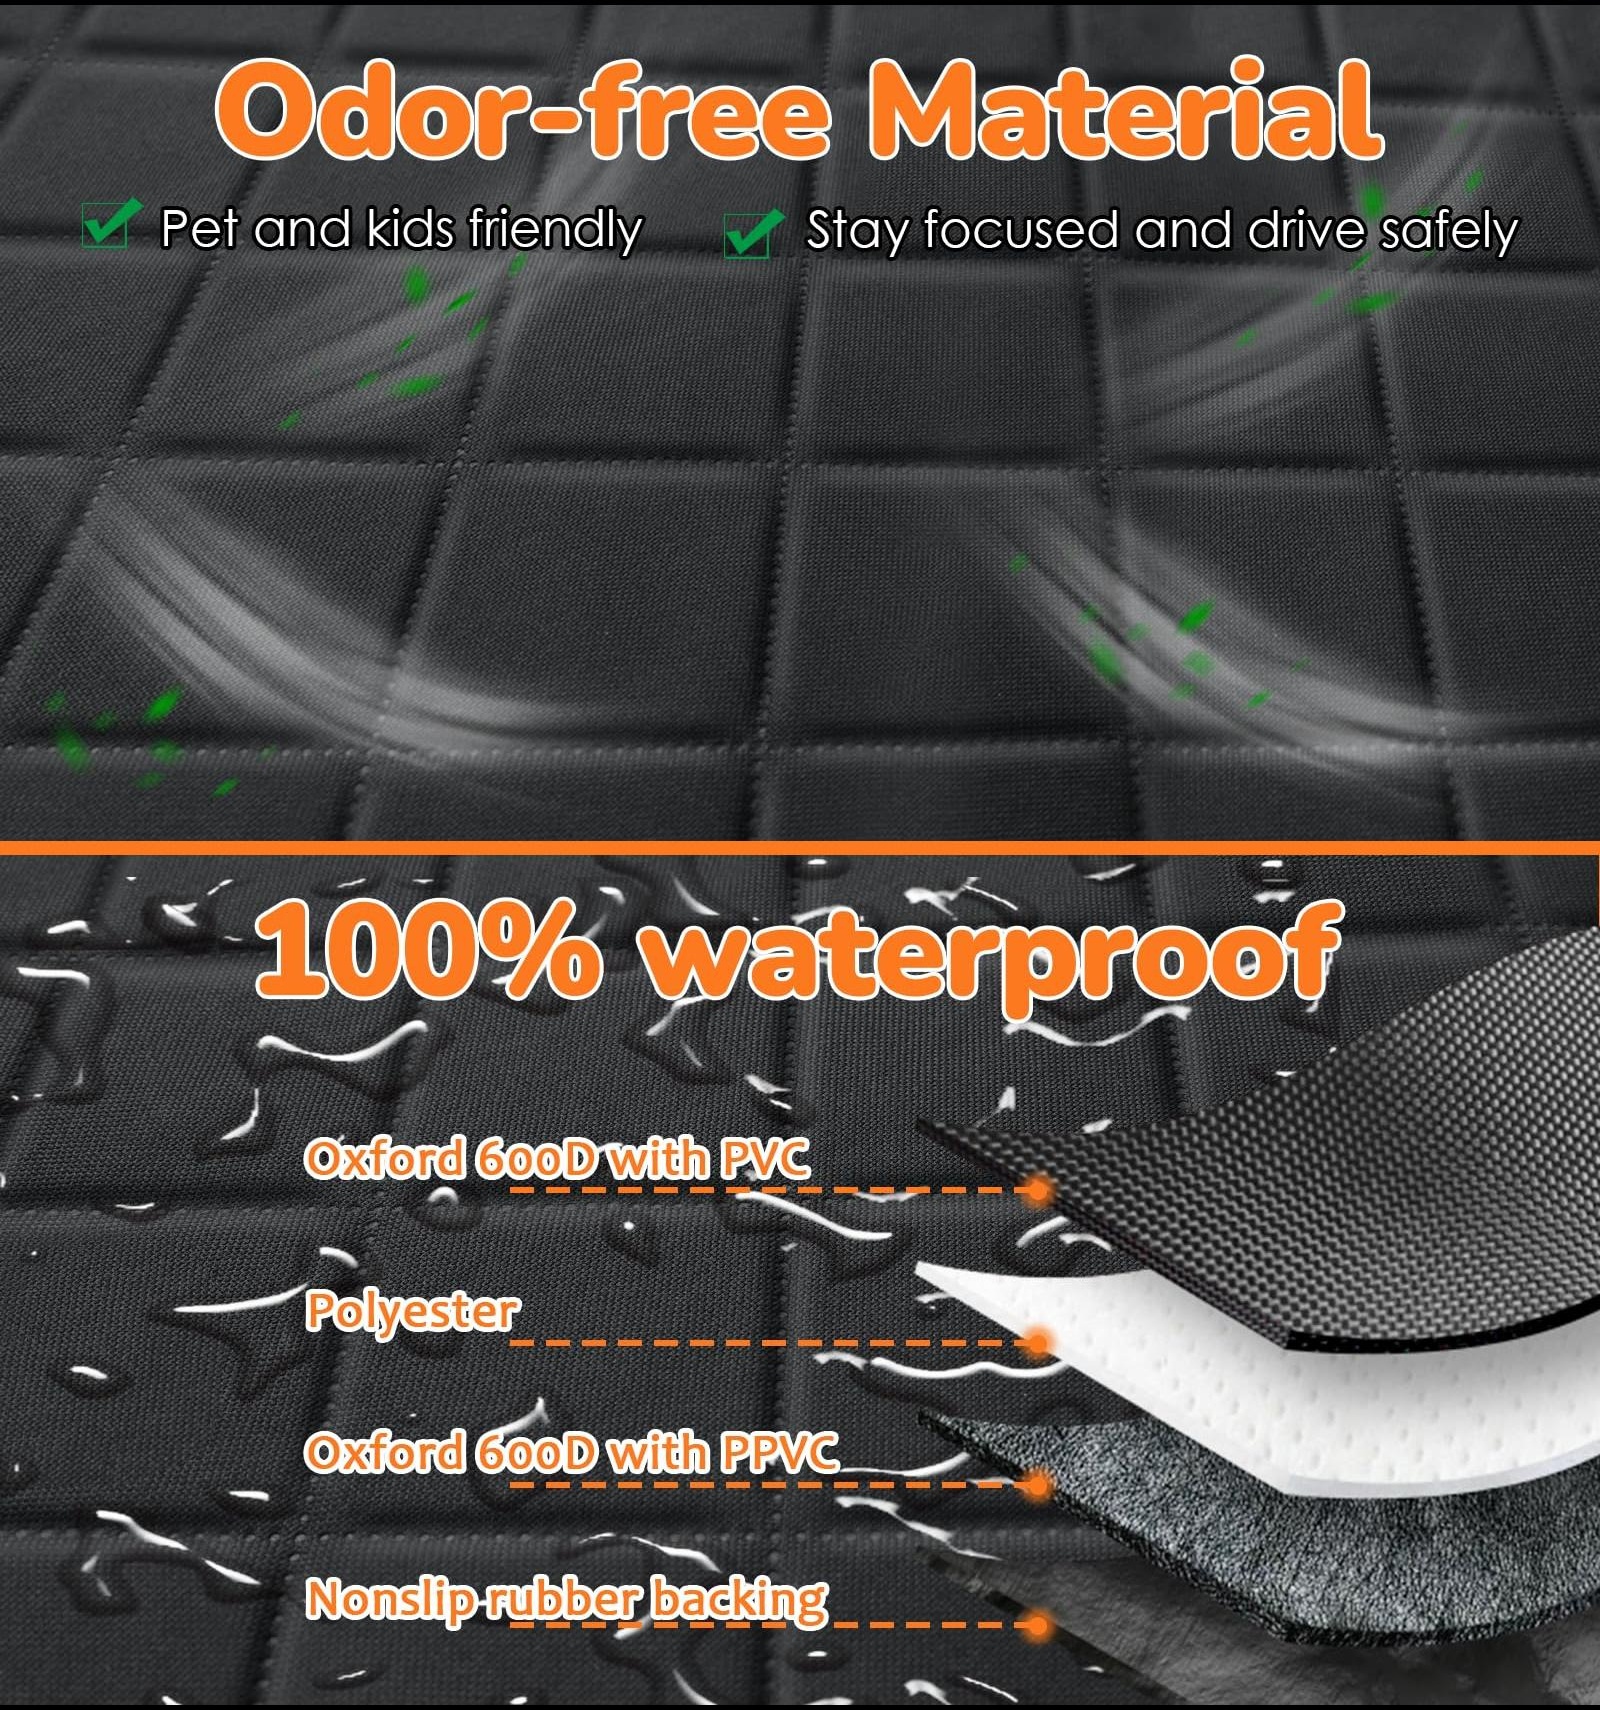 Odor-free Material
Pet and kids friendly
Stay focused and drive safely
100% waterproof
Oxford 600D with PVC
Polyester
Oxford 600D with PPVC
Nonslip rubber backing